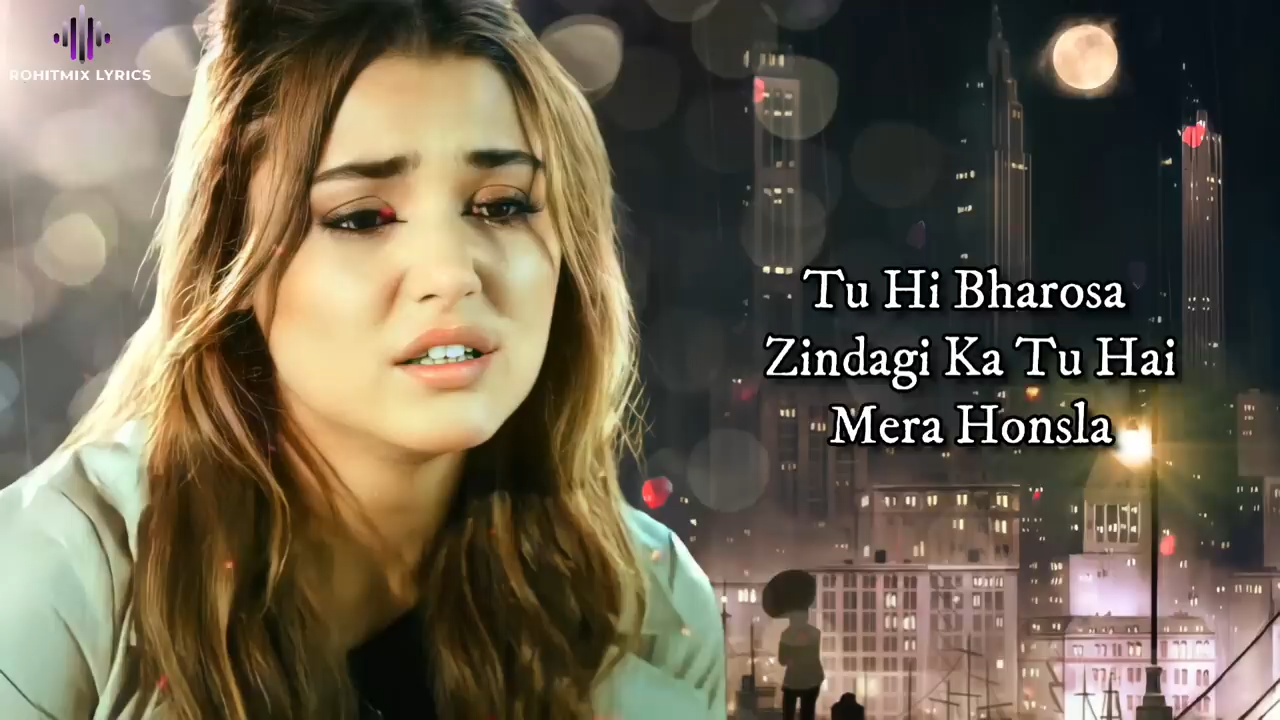 ROHITMIX LYRICS
Tu Hi Bharosa
Zindagi Ka Tu Hai
Mera Honsla